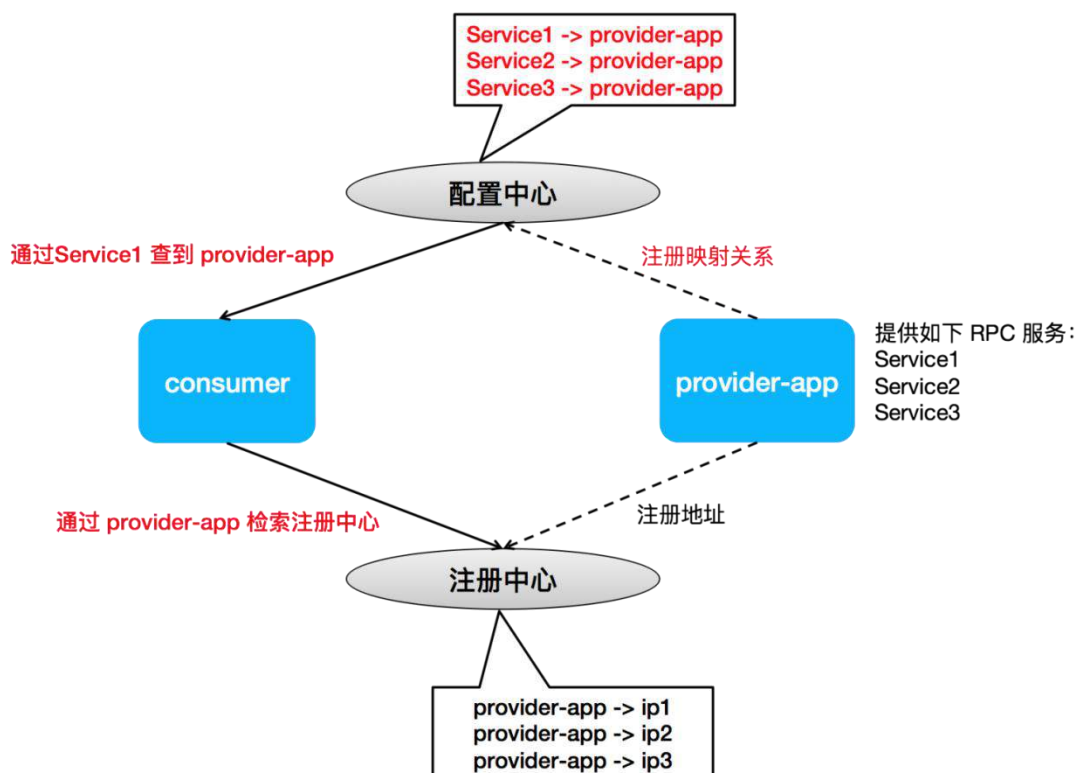 Service1 -> provider-app
Service2 -> provider-app
Service3 -> provider-app
配置中心
通过Service1 查到 provider-app
注册映射关系
consumer
provider-app
提供如下 RPC 服务：
Service1
Service2
Service3
通过 provider-app 检索注册中心
注册地址
注册中心
provider-app -> ip1
provider-app -> ip2
provider-app -> ip3